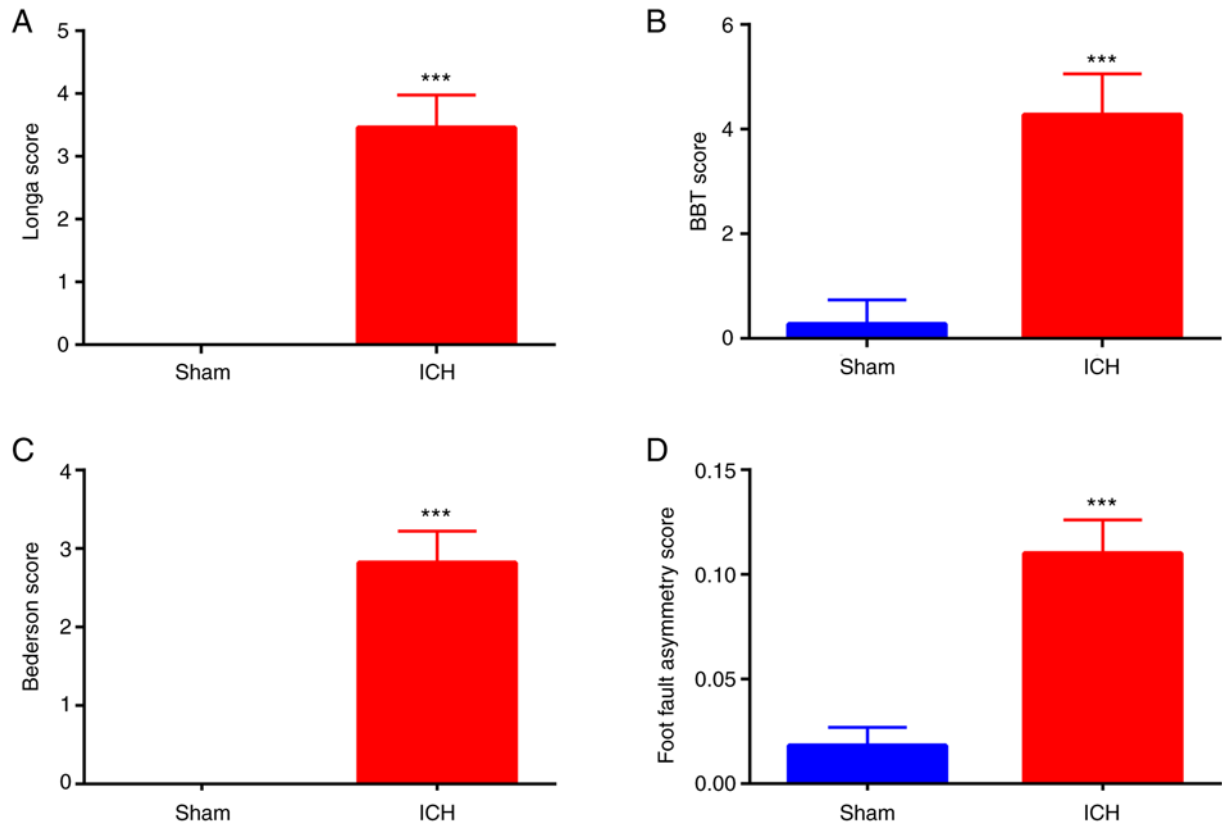 A
Longa score
5
4
3
2
1
0
***
Sham
ICH
B
BBT score
6
4
2
0
***
Sham
ICH
C
Bederson score
4
3
2
1
0
***
Sham
ICH
D
Foot fault asymmetry score
0.15
0.10
0.05
0.00
***
Sham
ICH